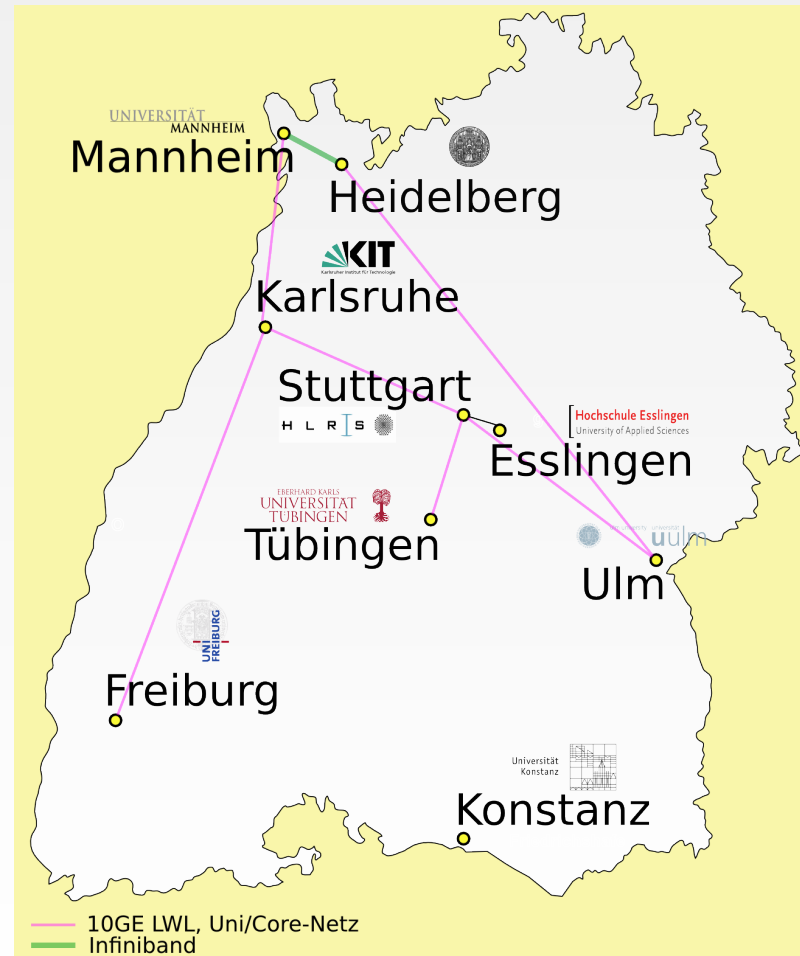 UNIVERSITÄT
MANNHEIM
Mannheim
Heidelberg
KIT
Karlsruher Institut für Technologie
Karlsruhe
Stuttgart
H L R I S
Hochschule Esslingen
University of Applied Sciences
Esslingen
EBERHARD KARLS
UNIVERSITÄT
TÜBINGEN
Tübingen
universität
uulm
Ulm
UNI
FREIBURG
Freiburg
Universität
Konstanz
Konstanz
10GE LWL, Uni/Core-Netz
Infiniband